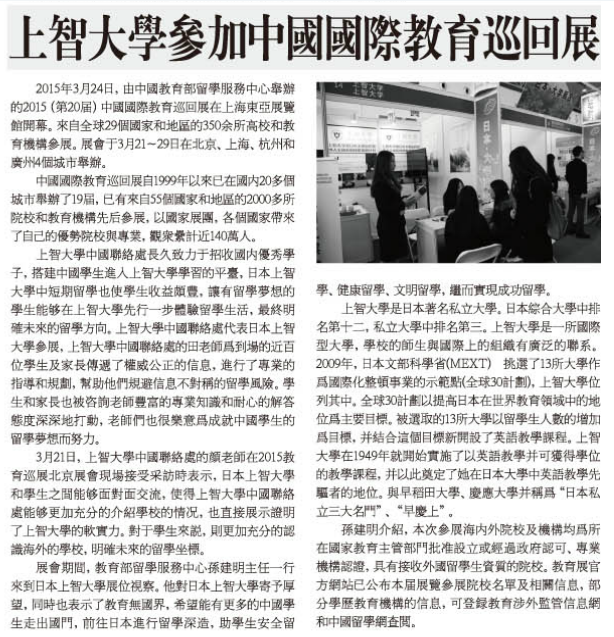 上智大學參加中國國際教育巡回展
2015年3月24日，由中國教育部留學服務中心舉辦
的2015（第20届）中國國際教育巡回展在上海東亞展覽
館開幕。來自全球29個國家和地區的350余所高校和教
育機構參展。展會于3月21～29日在北京、上海、杭州和
廣州4個城市舉辦。
中國國際教育巡回展自1999年以來已在國内20多個
城市舉辦了19届，已有來自55個國家和地區的2000多所
院校和教育機構先后參展，以國家展團，各個國家帶來
了自己的優勢院校與專業，觀衆纍計近140萬人。
上智大學中國聯絡處長久致力于招收國内優秀學
子，搭建中國學生進入上智大學學習的平臺，日本上智
大學中短期留學也使學生收益頗豐，讓有留學夢想的
學生能够在上智大學先行一步體驗留學生活，最終明
確未來的留學方向。上智大學中國聯絡處代表日本上智
大學參展，上智大學中國聯絡處的田老師爲到場的近百
位學生及家長傳遞了權威公正的信息，進行了專業的
指導和規劃，幫助他們規避信息不對稱的留學風險。學
生和家長也被咨詢老師豐富的專業知識和耐心的解答
態度深深地打動，老師們也很樂意爲成就中國學生的
留學夢想而努力。
3月21日，上智大學中國聯絡處的顔老師在2015教
育巡展北京展會現場接受采訪時表示，日本上智大學
和學生之間能够面對面交流，使得上智大學中國聯絡
處能够更加充分的介紹學校的情况，也直接展示證明
了上智大學的軟實力。對于學生來説，則更加充分的認
識海外的學校，明確未來的留學坐標。
展會期間，教育部留學服務中心孫建明主任一行
來到日本上智大學展位視察。他對日本上智大學寄予厚
望，同時也表示了教育無國界，希望能有更多的中國學
生走出國門，前往日本進行留學深造，助學生安全留
上智大学
上智大学
日本大
學、健康留學、文明留學，繼而實現成功留學。
上智大學是日本著名私立大學。日本綜合大學中排
名第十二，私立大學中排名第三。上智大學是一所國際
型大學，學校的師生與國際上的組織有廣泛的聯系。
2009年，日本文部科學省(MEXT) 挑選了13所大學作
爲國際化整頓事業的示範點(全球30計劃)，上智大學位
列其中。全球30計劃以提高日本在世界教育領域中的地
位爲主要目標。被選取的13所大學以留學生人數的增加
爲目標，并結合這個目標新開設了英語教學課程。上智
大學在1949年就開始實施了以英語教學并可獲得學位
的教學課程，并以此奠定了她在日本大學中英語教學先
驅者的地位。與早稻田大學、慶應大學并稱爲“日本私
立三大名門”、“早慶上”。
孫建明介紹，本次參展海内外院校及機構均爲所
在國家教育主管部門批准設立或經過政府認可、專業
機構認證，具有接收外國留學生資質的院校。教育展官
方網站已公布本届展覽參展院校名單及相關信息，部
分學歷教育機構的信息，可登録教育涉外監管信息網
和中國留學網查閲。